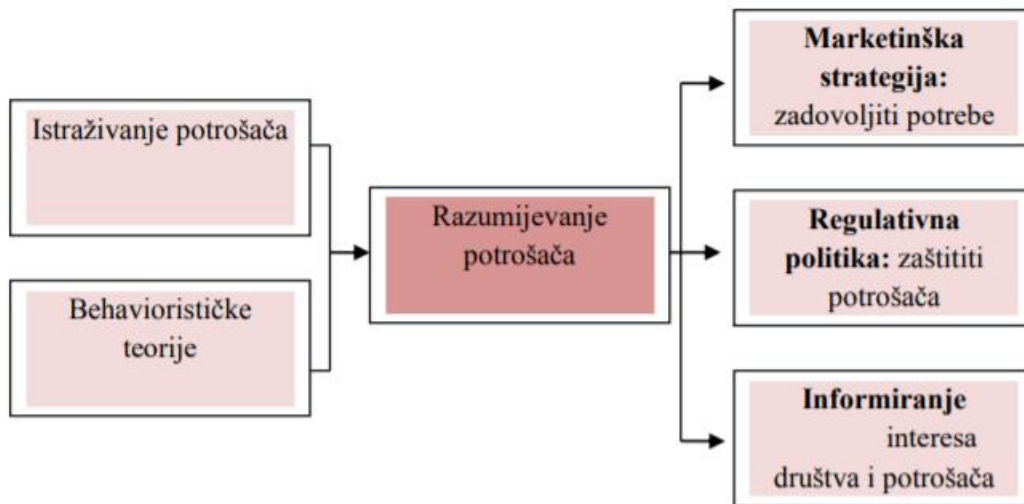 Istraživanje potrošača
Behaviorističke
teorije
Razumijevanje
potrošača
Marketinška
strategija:
zadovoljiti potrebe
Regulativna
politika: zaštititi
potrošača
Informiranje
interesa
društva i potrošača